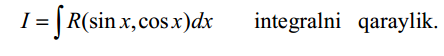 I = ∫ R(sin x, cos x)dx integralni qaraylik.